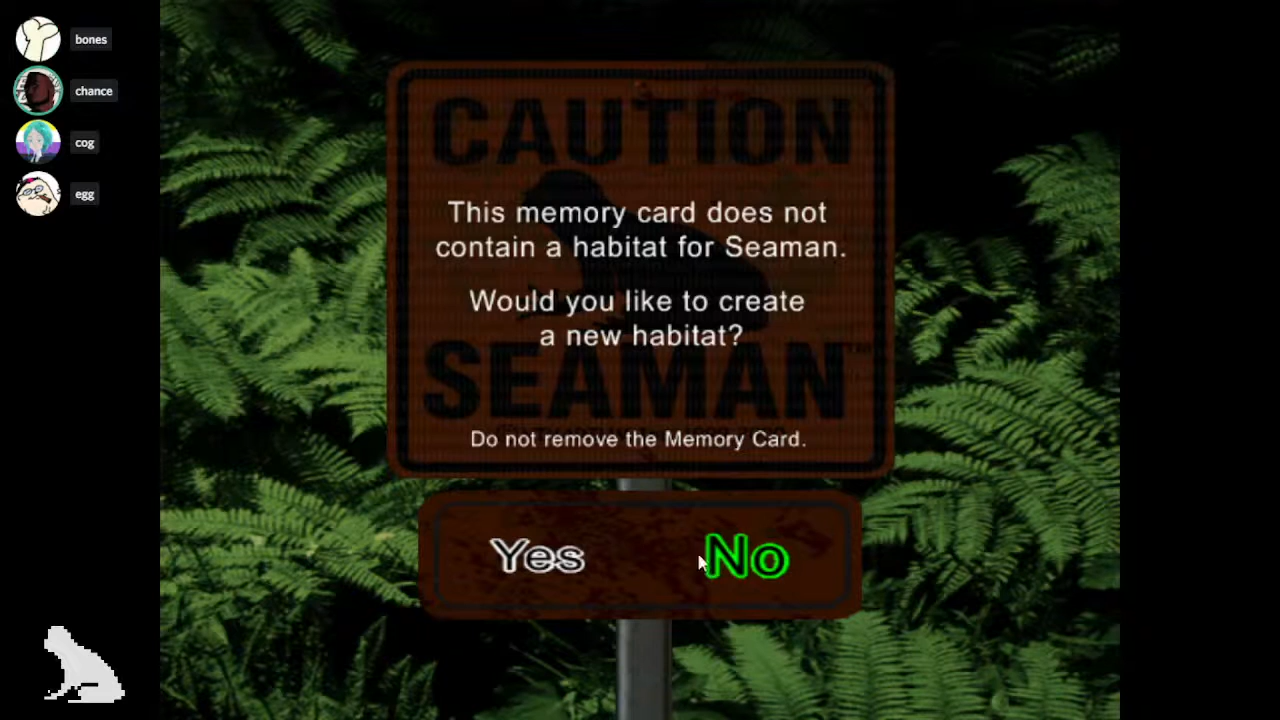 bones
chance
cog
egg
CAUTION
This memory card does not
contain a habitat for Seaman.
Would you like to create
a new habitat?
SEAMAN™
Do not remove the Memory Card.
Yes No